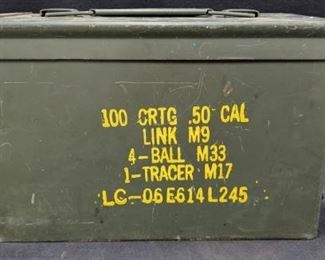 100 CRTG .50 CAL
LINK M9
4-BALL M33
1-TRACER M17
LC-06E614L245